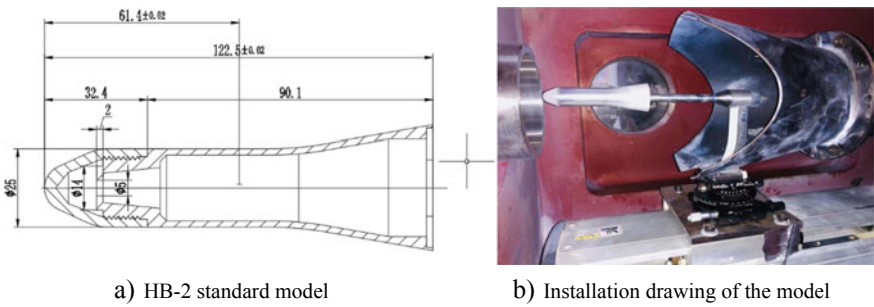 61.4±0.02
122.5±0.02
32.4
90.1
2
Φ25
Φ14
Φ5
a) HB-2 standard model
b) Installation drawing of the model